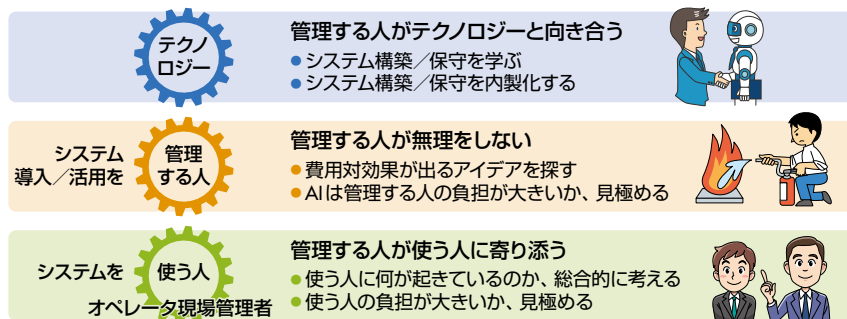 テクノ
ロジー
管理する人がテクノロジーと向き合う
●システム構築／保守を学ぶ
●システム構築／保守を内製化する
システム
導入／活用を
管理
する人
管理する人が無理をしない
●費用対効果が出るアイデアを探す
●AIは管理する人の負担が大きいか、見極める
システムを
使う人
オペレータ現場管理者
管理する人が使う人に寄り添う
●使う人に何が起きているのか、総合的に考える
●使う人の負担が大きいか、見極める